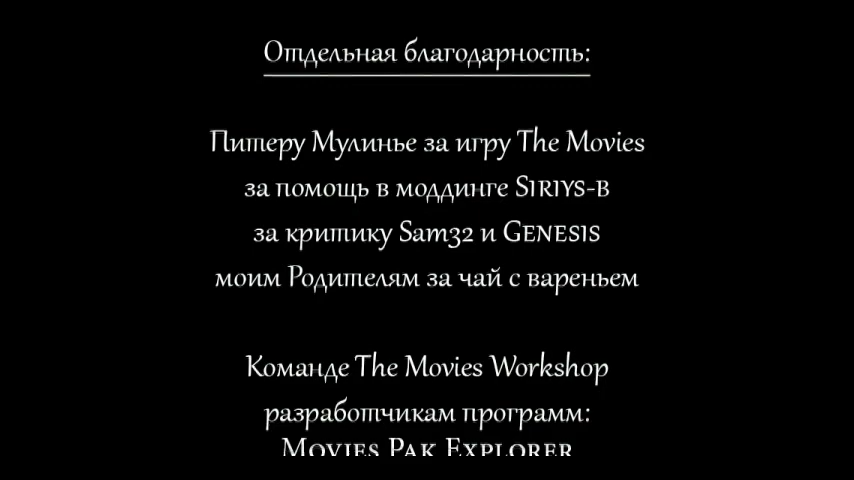 Отдельная благодарность:
Питеру Мулинье за игру The Movies
за помощь в моддинге SIRIYS-B
за критику Sam32 и GENESIS
моим Родителям за чай с вареньем
Команде The Movies Workshop
разработчикам программ:
MOVIES PAK EXPLORER